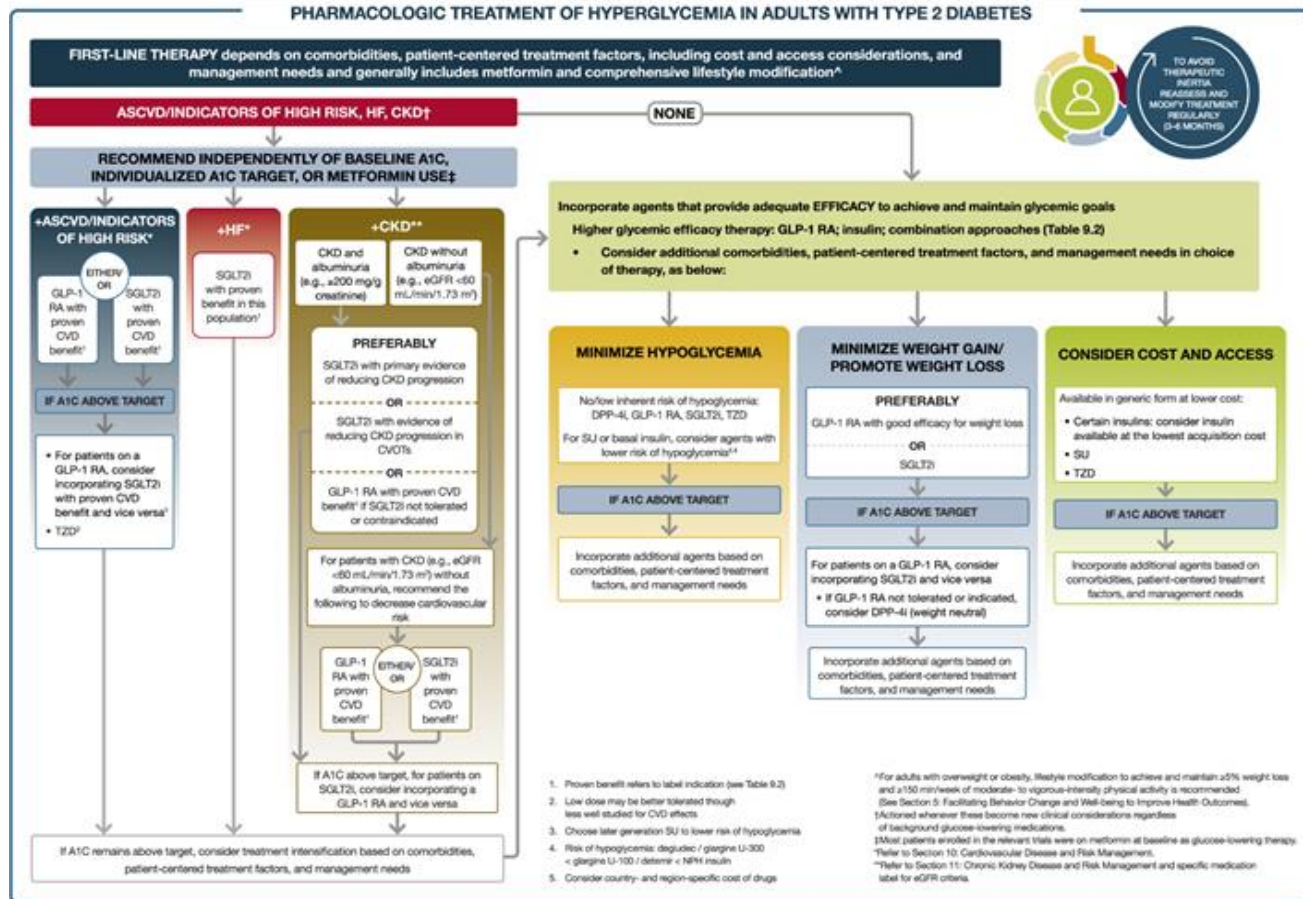 PHARMACOLOGIC TREATMENT OF HYPERGLYCEMIA IN ADULTS WITH TYPE 2 DIABETES
FIRST-LINE THERAPY depends on comorbidities, patient-centered treatment factors, including cost and access considerations, and
management needs and generally includes metformin and comprehensive lifestyle modification^
TO AVOID
THERAPEUTIC
INERTIA
REASSESS AND
MODIFY TREATMENT
REGULARLY
(3–6 MONTHS)
ASCVD/INDICATORS OF HIGH RISK, HF, CKD†
NONE
RECOMMEND INDEPENDENTLY OF BASELINE A1C,
INDIVIDUALIZED A1C TARGET, OR METFORMIN USE‡
+ASCVD/INDICATORS
OF HIGH RISK*
EITHER/
OR
GLP-1
RA with
proven
CVD
benefit¹
SGLT2i
with
proven
CVD
benefit¹
IF A1C ABOVE TARGET
• For patients on a
GLP-1 RA, consider
incorporating SGLT2i
with proven CVD
benefit and vice versa¹
• TZD²
+HF*
SGLT2i
with proven
benefit in this
population¹
+CKD**
CKD and
albuminuria
(e.g., ≥200 mg/g
creatinine)
CKD without
albuminuria
(e.g., eGFR <60
mL/min/1.73 m²)
PREFERABLY
SGLT2i with primary evidence
of reducing CKD progression
OR
SGLT2i with evidence of
reducing CKD progression in
CVOTs
OR
GLP-1 RA with proven CVD
benefit¹ if SGLT2i not tolerated
or contraindicated
For patients with CKD (e.g., eGFR
<60 mL/min/1.73 m²) without
albuminuria, recommend the
following to decrease cardiovascular
risk
EITHER/
OR
GLP-1
RA with
proven
CVD
benefit¹
SGLT2i
with
proven
CVD
benefit¹
If A1C above target, for patients on
SGLT2i, consider incorporating a
GLP-1 RA and vice versa
If A1C remains above target, consider treatment intensification based on comorbidities,
patient-centered treatment factors, and management needs
Incorporate agents that provide adequate EFFICACY to achieve and maintain glycemic goals
Higher glycemic efficacy therapy: GLP-1 RA; insulin; combination approaches (Table 9.2)
• Consider additional comorbidities, patient-centered treatment factors, and management needs in choice
of therapy, as below:
MINIMIZE HYPOGLYCEMIA
No/low inherent risk of hypoglycemia:
DPP-4i, GLP-1 RA, SGLT2i, TZD
For SU or basal insulin, consider agents with
lower risk of hypoglycemia³,⁴
IF A1C ABOVE TARGET
Incorporate additional agents based on
comorbidities, patient-centered treatment
factors, and management needs
MINIMIZE WEIGHT GAIN/
PROMOTE WEIGHT LOSS
PREFERABLY
GLP-1 RA with good efficacy for weight loss
OR
SGLT2i
IF A1C ABOVE TARGET
For patients on a GLP-1 RA, consider
incorporating SGLT2i and vice versa
• If GLP-1 RA not tolerated or indicated,
consider DPP-4i (weight neutral)
Incorporate additional agents based on
comorbidities, patient-centered treatment
factors, and management needs
CONSIDER COST AND ACCESS
Available in generic form at lower cost:
• Certain insulins: consider insulin
available at the lowest acquisition cost
• SU
• TZD
IF A1C ABOVE TARGET
Incorporate additional agents based on
comorbidities, patient-centered treatment
factors, and management needs
1. Proven benefit refers to label indication (see Table 9.2)
2. Low dose may be better tolerated though
less well studied for CVD effects
3. Choose later generation SU to lower risk of hypoglycemia
4. Risk of hypoglycemia: degludec / glargine U-300
< glargine U-100 / detemir < NPH insulin
5. Consider country- and region-specific cost of drugs
^For adults with overweight or obesity, lifestyle modification to achieve and maintain ≥5% weight loss
and ≥150 min/week of moderate- to vigorous-intensity physical activity is recommended
(See Section 5: Facilitating Behavior Change and Well-being to Improve Health Outcomes).
†Actioned whenever these become new clinical considerations regardless
of background glucose-lowering medications.
‡Most patients enrolled in the relevant trials were on metformin at baseline as glucose-lowering therapy.
*Refer to Section 10: Cardiovascular Disease and Risk Management.
**Refer to Section 11: Chronic Kidney Disease and Risk Management and specific medication
label for eGFR criteria.